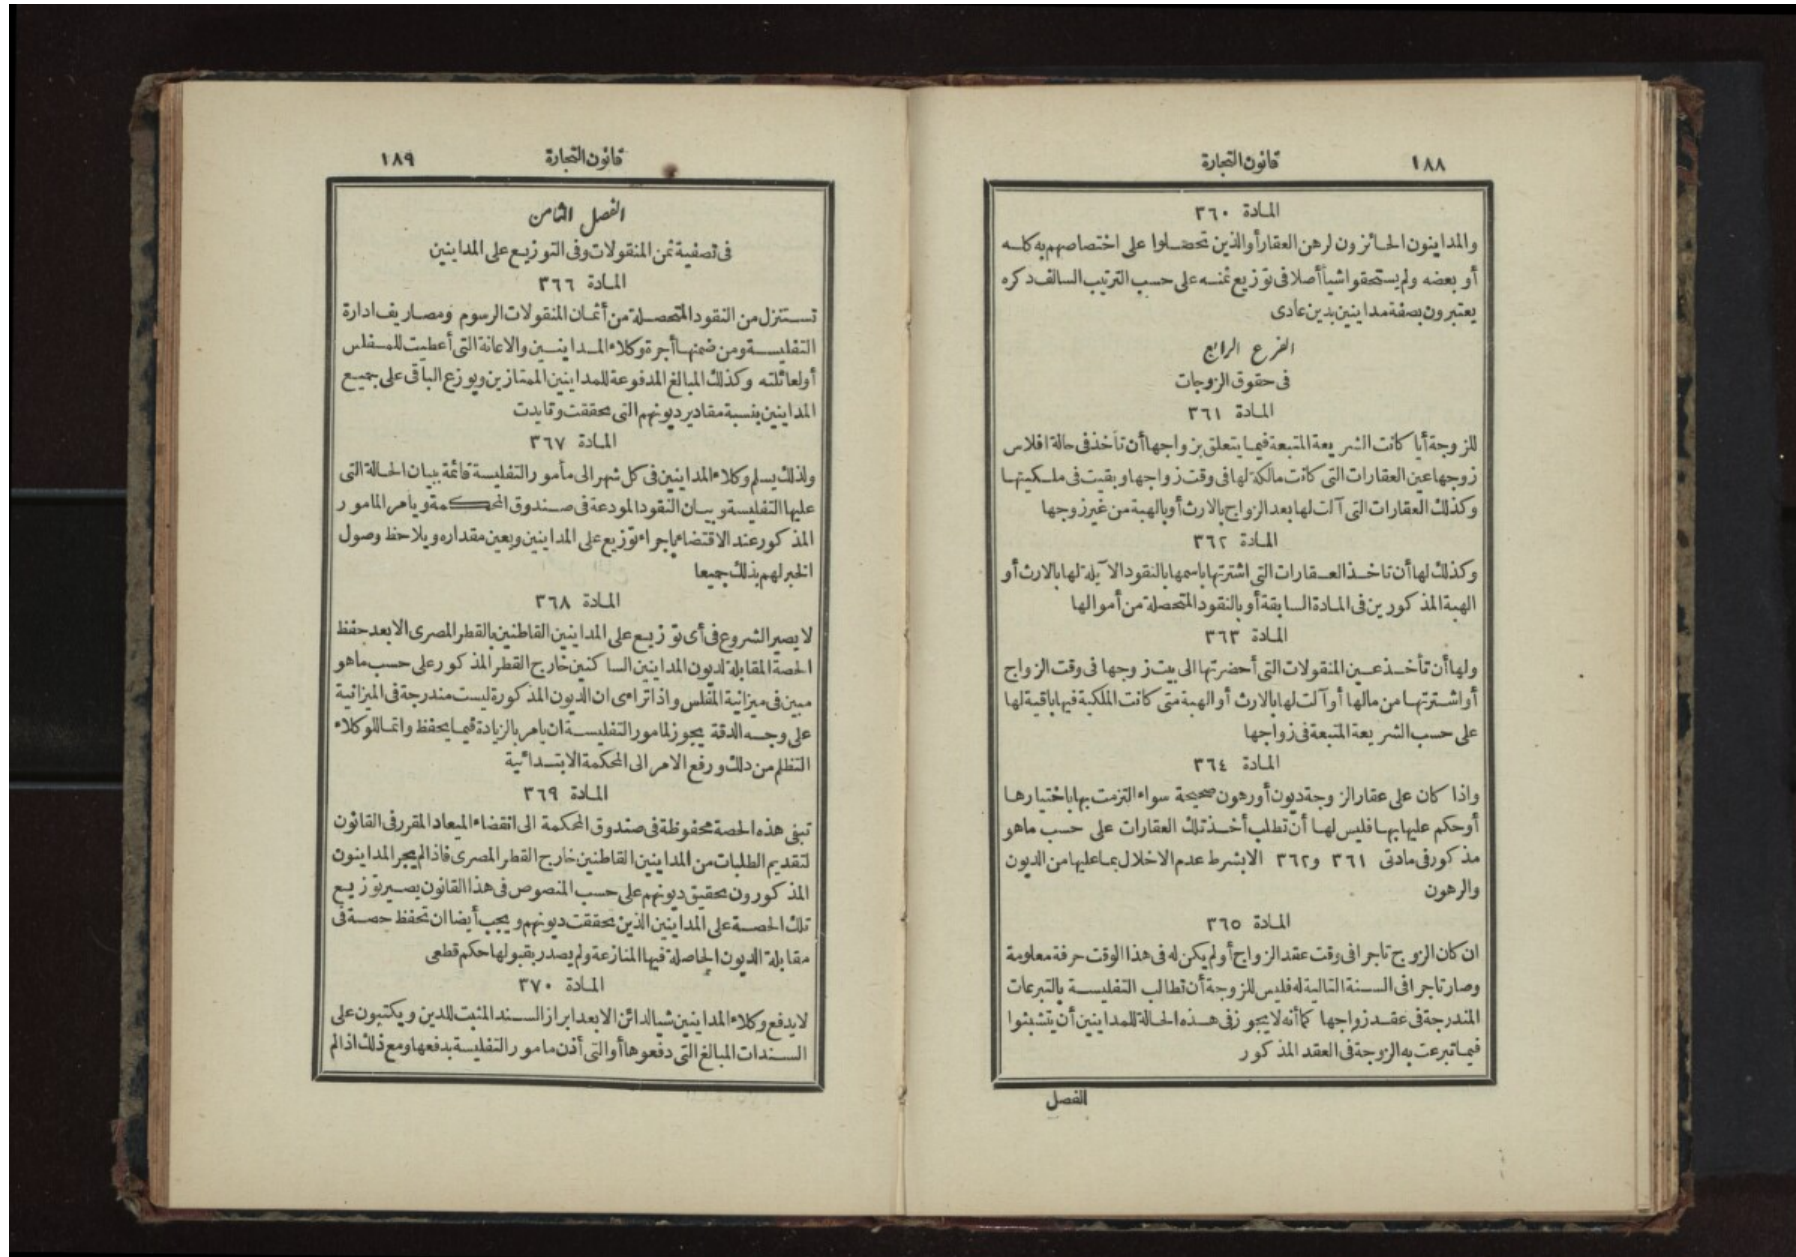 ١٨٨
قانون التجارة
المادة ٣٦٠
والمداينون الحائزون لرهن العقار أو الذين تحصلوا على اختصاصهم به كله
أو بعضه ولم يستحقوا شيأ أصلا فى توزيع ثمنه على حسب الترتيب السالف ذكره
يعتبرون بصفة مداينين بدين عادى
الفرع الرابع
فى حقوق الزوجات
المادة ٣٦١
للزوجة أيا كانت الشريعة المتبعة فيما يتعلق بزواجها أن تأخذ فى حالة افلاس
زوجها عين العقارات التى كانت مالكة لها فى وقت زواجها وبقيت فى ملكيتها
وكذلك العقارات التى آلت لها بعد الزواج بالارث أو بالهبة من غير زوجها
المادة ٣٦٢
وكذلك لها أن تاخذ العقارات التى اشترتها باسمها بالنقود الآيلة لها بالارث أو
الهبة المذكورين فى المادة السابقة أو بالنقود المتحصلة من أموالها
المادة ٣٦٣
ولها أن تأخذ عين المنقولات التى أحضرتها الى بيت زوجها فى وقت الزواج
أو اشترتها من مالها أو آلت لها بالارث أو الهبة متى كانت الملكية فيها باقية لها
على حسب الشريعة المتبعة فى زواجها
المادة ٣٦٤
واذا كان على عقار الزوجة ديون أو رهون صحيحة سواء التزمت بها باختيارها
أو حكم عليها بها فليس لها أن تطلب أخذ تلك العقارات على حسب ما هو
مذكور فى مادتى ٣٦١ و٣٦٢ الا بشرط عدم الاخلال بما عليها من الديون
والرهون
المادة ٣٦٥
ان كان الزوج تاجرا فى وقت عقد الزواج أو لم يكن له فى هذا الوقت حرفة معلومة
وصار تاجرا فى السنة التالية له فليس للزوجة أن تطالب التفليسة بالتبرعات
المندرجة فى عقد زواجها كما أنه لا يجوز فى هذه الحالة للمداينين أن يتشبثوا
فيما تبرعت به الزوجة فى العقد المذكور
الفصل
قانون التجارة
١٨٩
الفصل الثامن
فى تصفية ثمن المنقولات وفى التوزيع على المداينين
المادة ٣٦٦
تستنزل من النقود المتحصلة من أثمان المنقولات الرسوم ومصاريف ادارة
التفليسة ومن ضمنها أجرة وكلاء المداينين والاعانة التى أعطيت للمفلس
أو لعائلته وكذلك المبالغ المدفوعة للمداينين الممتازين ويوزع الباقى على جميع
المداينين بنسبة مقادير ديونهم التى تحققت وتايدت
المادة ٣٦٧
ولذلك يسلم وكلاء المداينين فى كل شهر الى مأمور التفليسة قائمة ببيان الحالة التى
عليها التفليسة وبيان النقود المودعة فى صندوق المحكمة ويأمر المامور
المذكور عند الاقتضاء باجراء توزيع على المداينين ويعين مقداره ويلاحظ وصول
الخبر لهم بذلك جميعا
المادة ٣٦٨
لا يصير الشروع فى أى توزيع على المداينين القاطنين بالقطر المصرى الا بعد حفظ
الحصة المقابلة لديون المداينين الساكنين خارج القطر المذكور على حسب ما هو
مبين فى ميزانية المفلس واذا تراءى ان الديون المذكورة ليست مندرجة فى الميزانية
على وجه الدقة يجوز لمامور التفليسة ان يامر بالزيادة فيما يحفظ وانما للوكلاء
التظلم من ذلك ورفع الامر الى المحكمة الابتدائية
المادة ٣٦٩
تبقى هذه الحصة محفوظة فى صندوق المحكمة الى انقضاء الميعاد المقرر فى القانون
لتقديم الطلبات من المداينين القاطنين خارج القطر المصرى فاذا لم يجر المداينون
المذكورون تحقيق ديونهم على حسب المنصوص فى هذا القانون يصير توزيع
تلك الحصة على المداينين الذين تحققت ديونهم ويجب أيضا ان تحفظ حصة فى
مقابلة الديون الحاصلة فيها المنازعة ولم يصدر بقبولها حكم قطعى
المادة ٣٧٠
لا يدفع وكلاء المداينين شيا لدائن الا بعد ابراز السند المثبت للدين ويكتبون على
السندات المبالغ التى دفعوها أو التى أذن مامور التفليسة بدفعها ومع ذلك اذا لم